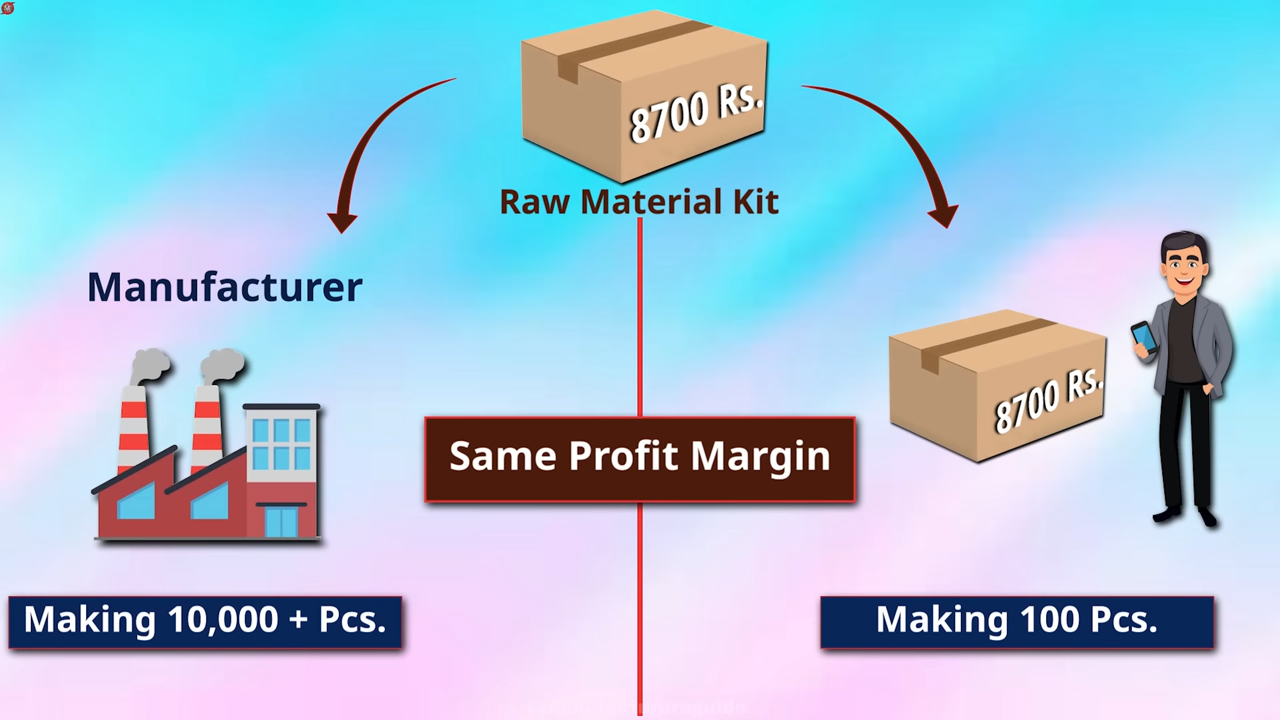 8700 Rs.
Raw Material Kit
Manufacturer
8700 Rs.
Same Profit Margin
Making 10,000 + Pcs.
Making 100 Pcs.